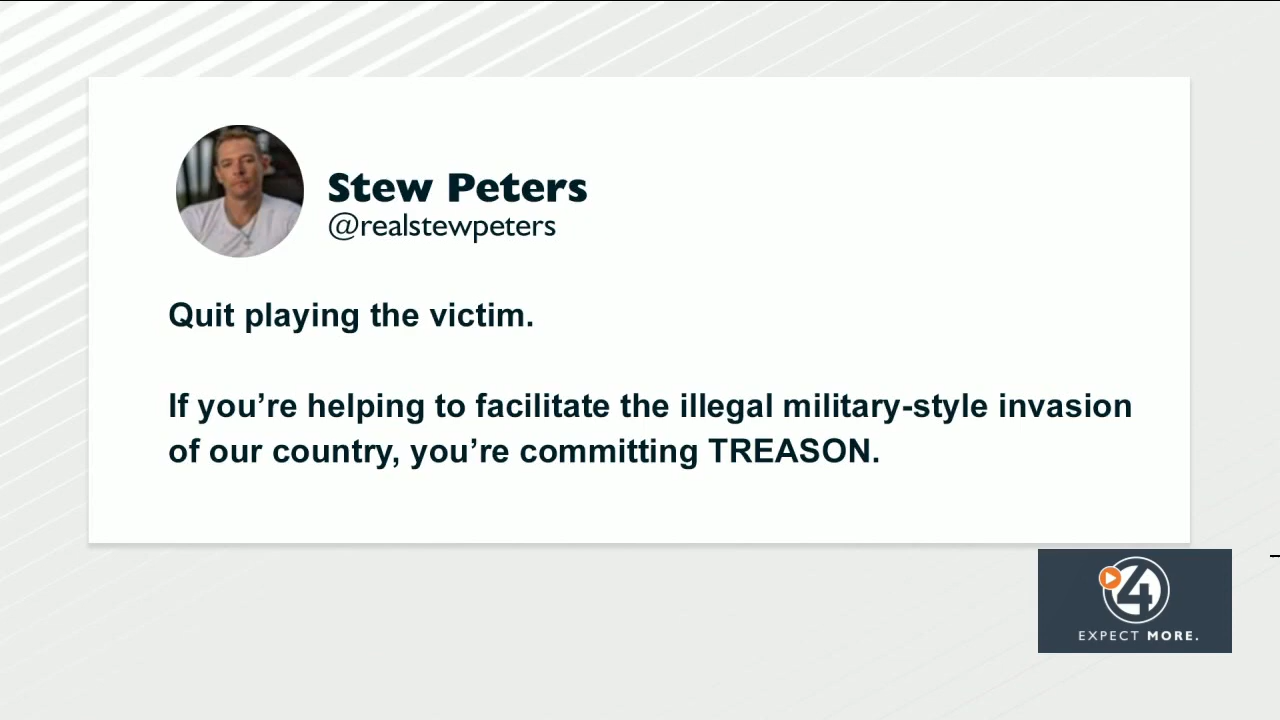 Stew Peters
@realstewpeters
Quit playing the victim.
If you’re helping to facilitate the illegal military-style invasion
of our country, you’re committing TREASON.
4
EXPECT MORE.